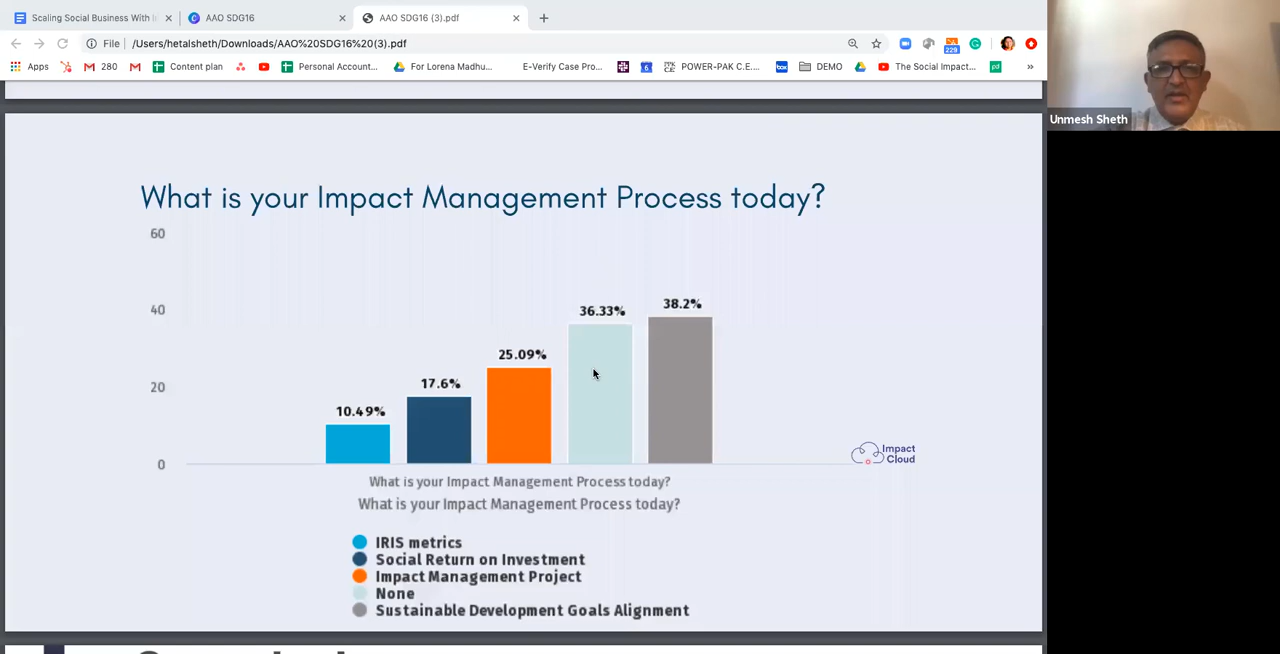 Scaling Social Business With
AAO SDG16
AAO SDG16 (3).pdf
File
/Users/hetalsheth/Downloads/AAO%20SDG16%20(3).pdf
229
Apps
280
Content plan
Personal Account...
For Lorena Madhu...
E-Verify Case Pro...
6
POWER-PAK C.E....
box
DEMO
The Social Impact...
»
Unmesh Sheth
What is your Impact Management Process today?
60
40
20
0
10.49%
17.6%
25.09%
36.33%
38.2%
Impact
Cloud
What is your Impact Management Process today?
What is your Impact Management Process today?
IRIS metrics
Social Return on Investment
Impact Management Project
None
Sustainable Development Goals Alignment